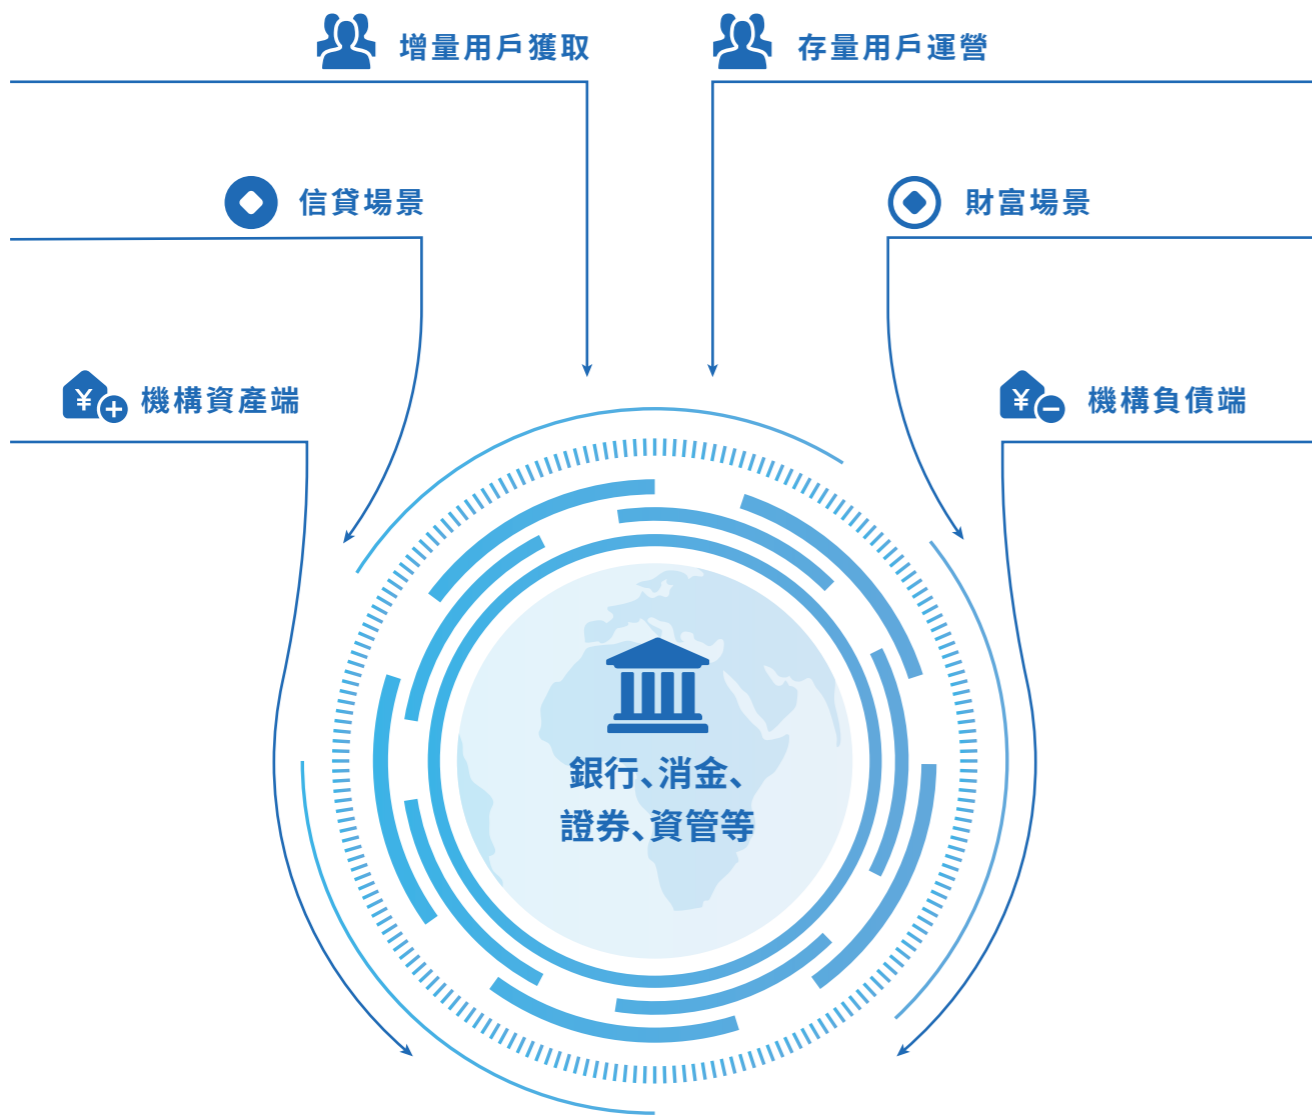 增量用戶獲取
存量用戶運營
信貸場景
財富場景
¥
機構資產端
¥
機構負債端
銀行、消金、
證券、資管等